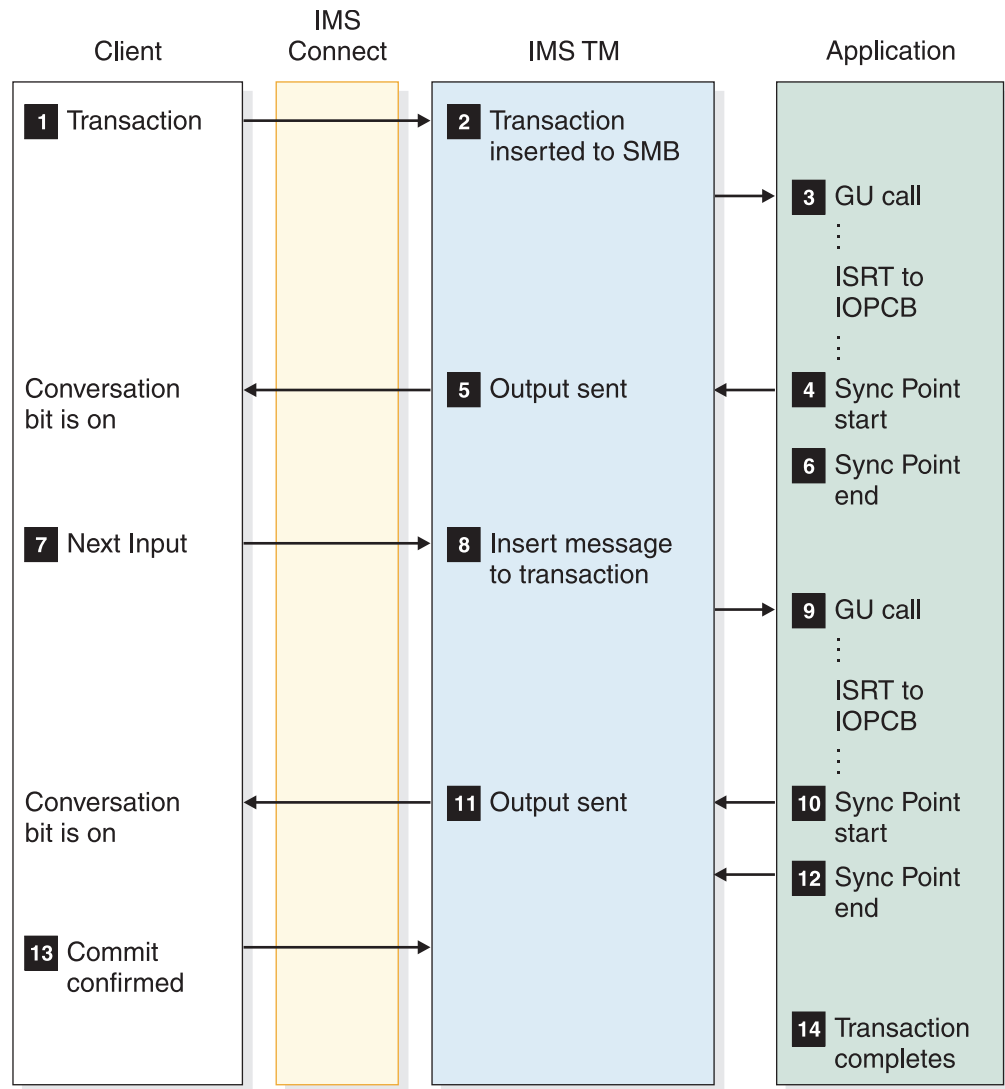 Client
IMS
Connect
IMS TM
Application
1 Transaction
2 Transaction
inserted to SMB
3 GU call
ISRT to
IOPCB
Conversation
bit is on
5 Output sent
4 Sync Point
start
6 Sync Point
end
7 Next Input
8 Insert message
to transaction
9 GU call
ISRT to
IOPCB
Conversation
bit is on
11 Output sent
10 Sync Point
start
12 Sync Point
end
13 Commit
confirmed
14 Transaction
completes